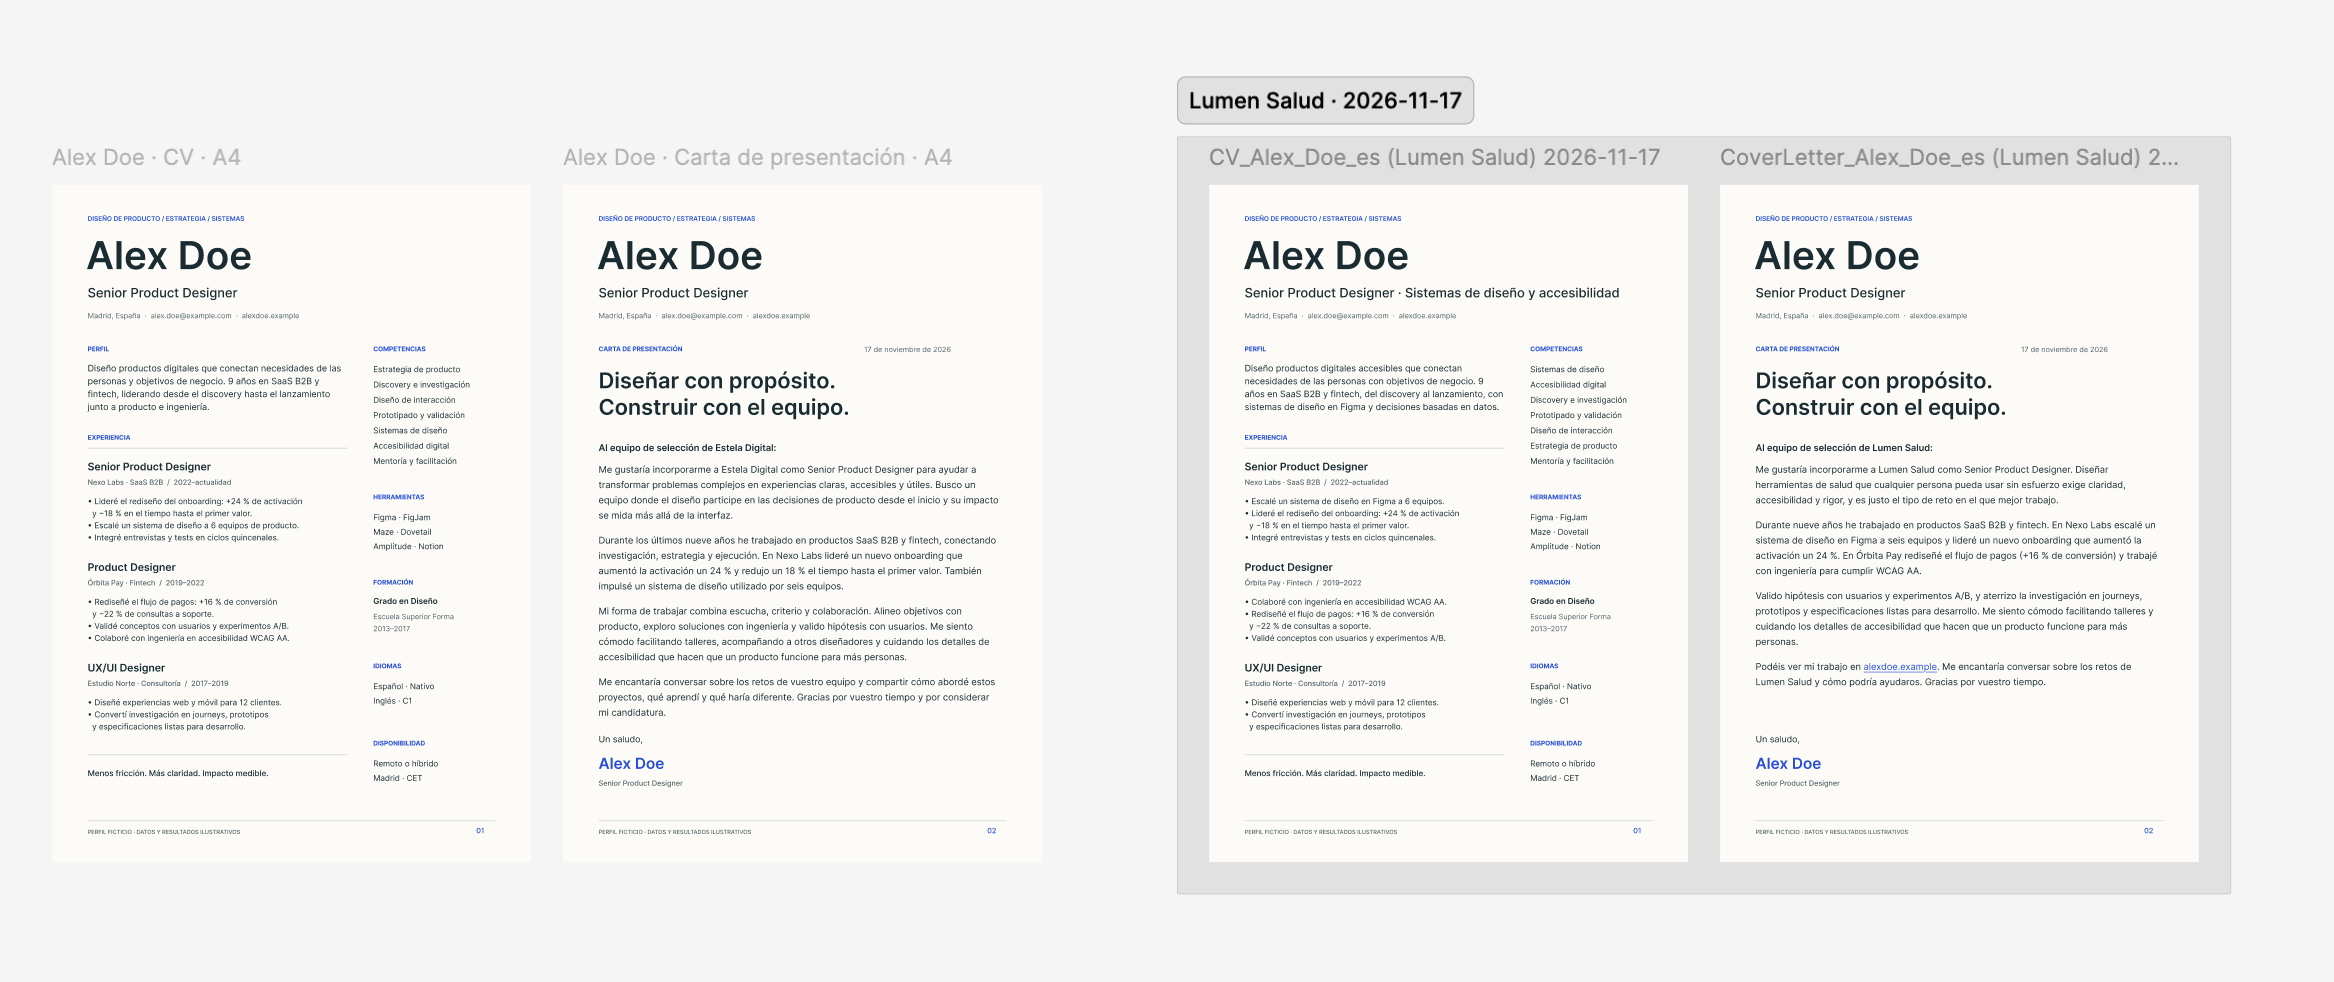 Lumen Salud · 2026-11-17
Alex Doe · CV · A4
DISEÑO DE PRODUCTO / ESTRATEGIA / SISTEMAS
Alex Doe
Senior Product Designer
Madrid, España · alex.doe@example.com · alexdoe.example
PERFIL
Diseño productos digitales que conectan necesidades de las
personas y objetivos de negocio. 9 años en SaaS B2B y
fintech, liderando desde el discovery hasta el lanzamiento
junto a producto e ingeniería.
EXPERIENCIA
Senior Product Designer
Nexo Labs · SaaS B2B / 2022–actualidad
• Lideré el rediseño del onboarding: +24 % de activación
y −18 % en el tiempo hasta el primer valor.
• Escalé un sistema de diseño a 6 equipos de producto.
• Integré entrevistas y tests en ciclos quincenales.
Product Designer
Órbita Pay · Fintech / 2019–2022
• Rediseñé el flujo de pagos: +16 % de conversión
y −22 % de consultas a soporte.
• Validé conceptos con usuarios y experimentos A/B.
• Colaboré con ingeniería en accesibilidad WCAG AA.
UX/UI Designer
Estudio Norte · Consultoría / 2017–2019
• Diseñé experiencias web y móvil para 12 clientes.
• Convertí investigación en journeys, prototipos
y especificaciones listas para desarrollo.
Menos fricción. Más claridad. Impacto medible.
COMPETENCIAS
Estrategia de producto
Discovery e investigación
Diseño de interacción
Prototipado y validación
Sistemas de diseño
Accesibilidad digital
Mentoría y facilitación
HERRAMIENTAS
Figma · FigJam
Maze · Dovetail
Amplitude · Notion
FORMACIÓN
Grado en Diseño
Escuela Superior Forma
2013–2017
IDIOMAS
Español · Nativo
Inglés · C1
DISPONIBILIDAD
Remoto o híbrido
Madrid · CET
PERFIL FICTICIO · DATOS Y RESULTADOS ILUSTRATIVOS
01
Alex Doe · Carta de presentación · A4
DISEÑO DE PRODUCTO / ESTRATEGIA / SISTEMAS
Alex Doe
Senior Product Designer
Madrid, España · alex.doe@example.com · alexdoe.example
CARTA DE PRESENTACIÓN
17 de noviembre de 2026
Diseñar con propósito.
Construir con el equipo.
Al equipo de selección de Estela Digital:
Me gustaría incorporarme a Estela Digital como Senior Product Designer para ayudar a
transformar problemas complejos en experiencias claras, accesibles y útiles. Busco un
equipo donde el diseño participe en las decisiones de producto desde el inicio y su impacto
se mida más allá de la interfaz.
Durante los últimos nueve años he trabajado en productos SaaS B2B y fintech, conectando
investigación, estrategia y ejecución. En Nexo Labs lideré un nuevo onboarding que
aumentó la activación un 24 % y redujo un 18 % el tiempo hasta el primer valor. También
impulsé un sistema de diseño utilizado por seis equipos.
Mi forma de trabajar combina escucha, criterio y colaboración. Alineo objetivos con
producto, exploro soluciones con ingeniería y valido hipótesis con usuarios. Me siento
cómodo facilitando talleres, acompañando a otros diseñadores y cuidando los detalles de
accesibilidad que hacen que un producto funcione para más personas.
Me encantaría conversar sobre los retos de vuestro equipo y compartir cómo abordé estos
proyectos, qué aprendí y qué haría diferente. Gracias por vuestro tiempo y por considerar
mi candidatura.
Un saludo,
Alex Doe
Senior Product Designer
PERFIL FICTICIO · DATOS Y RESULTADOS ILUSTRATIVOS
02
CV_Alex_Doe_es (Lumen Salud) 2026-11-17
DISEÑO DE PRODUCTO / ESTRATEGIA / SISTEMAS
Alex Doe
Senior Product Designer · Sistemas de diseño y accesibilidad
Madrid, España · alex.doe@example.com · alexdoe.example
PERFIL
Diseño productos digitales accesibles que conectan
necesidades de las personas con objetivos de negocio. 9
años en SaaS B2B y fintech, del discovery al lanzamiento, con
sistemas de diseño en Figma y decisiones basadas en datos.
EXPERIENCIA
Senior Product Designer
Nexo Labs · SaaS B2B / 2022–actualidad
• Escalé un sistema de diseño en Figma a 6 equipos.
• Lideré el rediseño del onboarding: +24 % de activación
y −18 % en el tiempo hasta el primer valor.
• Integré entrevistas y tests en ciclos quincenales.
Product Designer
Órbita Pay · Fintech / 2019–2022
• Colaboré con ingeniería en accesibilidad WCAG AA.
• Rediseñé el flujo de pagos: +16 % de conversión
y −22 % de consultas a soporte.
• Validé conceptos con usuarios y experimentos A/B.
UX/UI Designer
Estudio Norte · Consultoría / 2017–2019
• Diseñé experiencias web y móvil para 12 clientes.
• Convertí investigación en journeys, prototipos
y especificaciones listas para desarrollo.
Menos fricción. Más claridad. Impacto medible.
COMPETENCIAS
Sistemas de diseño
Accesibilidad digital
Discovery e investigación
Prototipado y validación
Diseño de interacción
Estrategia de producto
Mentoría y facilitación
HERRAMIENTAS
Figma · FigJam
Maze · Dovetail
Amplitude · Notion
FORMACIÓN
Grado en Diseño
Escuela Superior Forma
2013–2017
IDIOMAS
Español · Nativo
Inglés · C1
DISPONIBILIDAD
Remoto o híbrido
Madrid · CET
PERFIL FICTICIO · DATOS Y RESULTADOS ILUSTRATIVOS
01
CoverLetter_Alex_Doe_es (Lumen Salud) 2...
DISEÑO DE PRODUCTO / ESTRATEGIA / SISTEMAS
Alex Doe
Senior Product Designer
Madrid, España · alex.doe@example.com · alexdoe.example
CARTA DE PRESENTACIÓN
17 de noviembre de 2026
Diseñar con propósito.
Construir con el equipo.
Al equipo de selección de Lumen Salud:
Me gustaría incorporarme a Lumen Salud como Senior Product Designer. Diseñar
herramientas de salud que cualquier persona pueda usar sin esfuerzo exige claridad,
accesibilidad y rigor, y es justo el tipo de reto en el que mejor trabajo.
Durante nueve años he trabajado en productos SaaS B2B y fintech. En Nexo Labs escalé un
sistema de diseño en Figma a seis equipos y lideré un nuevo onboarding que aumentó la
activación un 24 %. En Órbita Pay rediseñé el flujo de pagos (+16 % de conversión) y trabajé
con ingeniería para cumplir WCAG AA.
Valido hipótesis con usuarios y experimentos A/B, y aterrizo la investigación en journeys,
prototipos y especificaciones listas para desarrollo. Me siento cómodo facilitando talleres y
cuidando los detalles de accesibilidad que hacen que un producto funcione para más
personas.
Podéis ver mi trabajo en alexdoe.example. Me encantaría conversar sobre los retos de
Lumen Salud y cómo podría ayudaros. Gracias por vuestro tiempo.
Un saludo,
Alex Doe
Senior Product Designer
PERFIL FICTICIO · DATOS Y RESULTADOS ILUSTRATIVOS
02